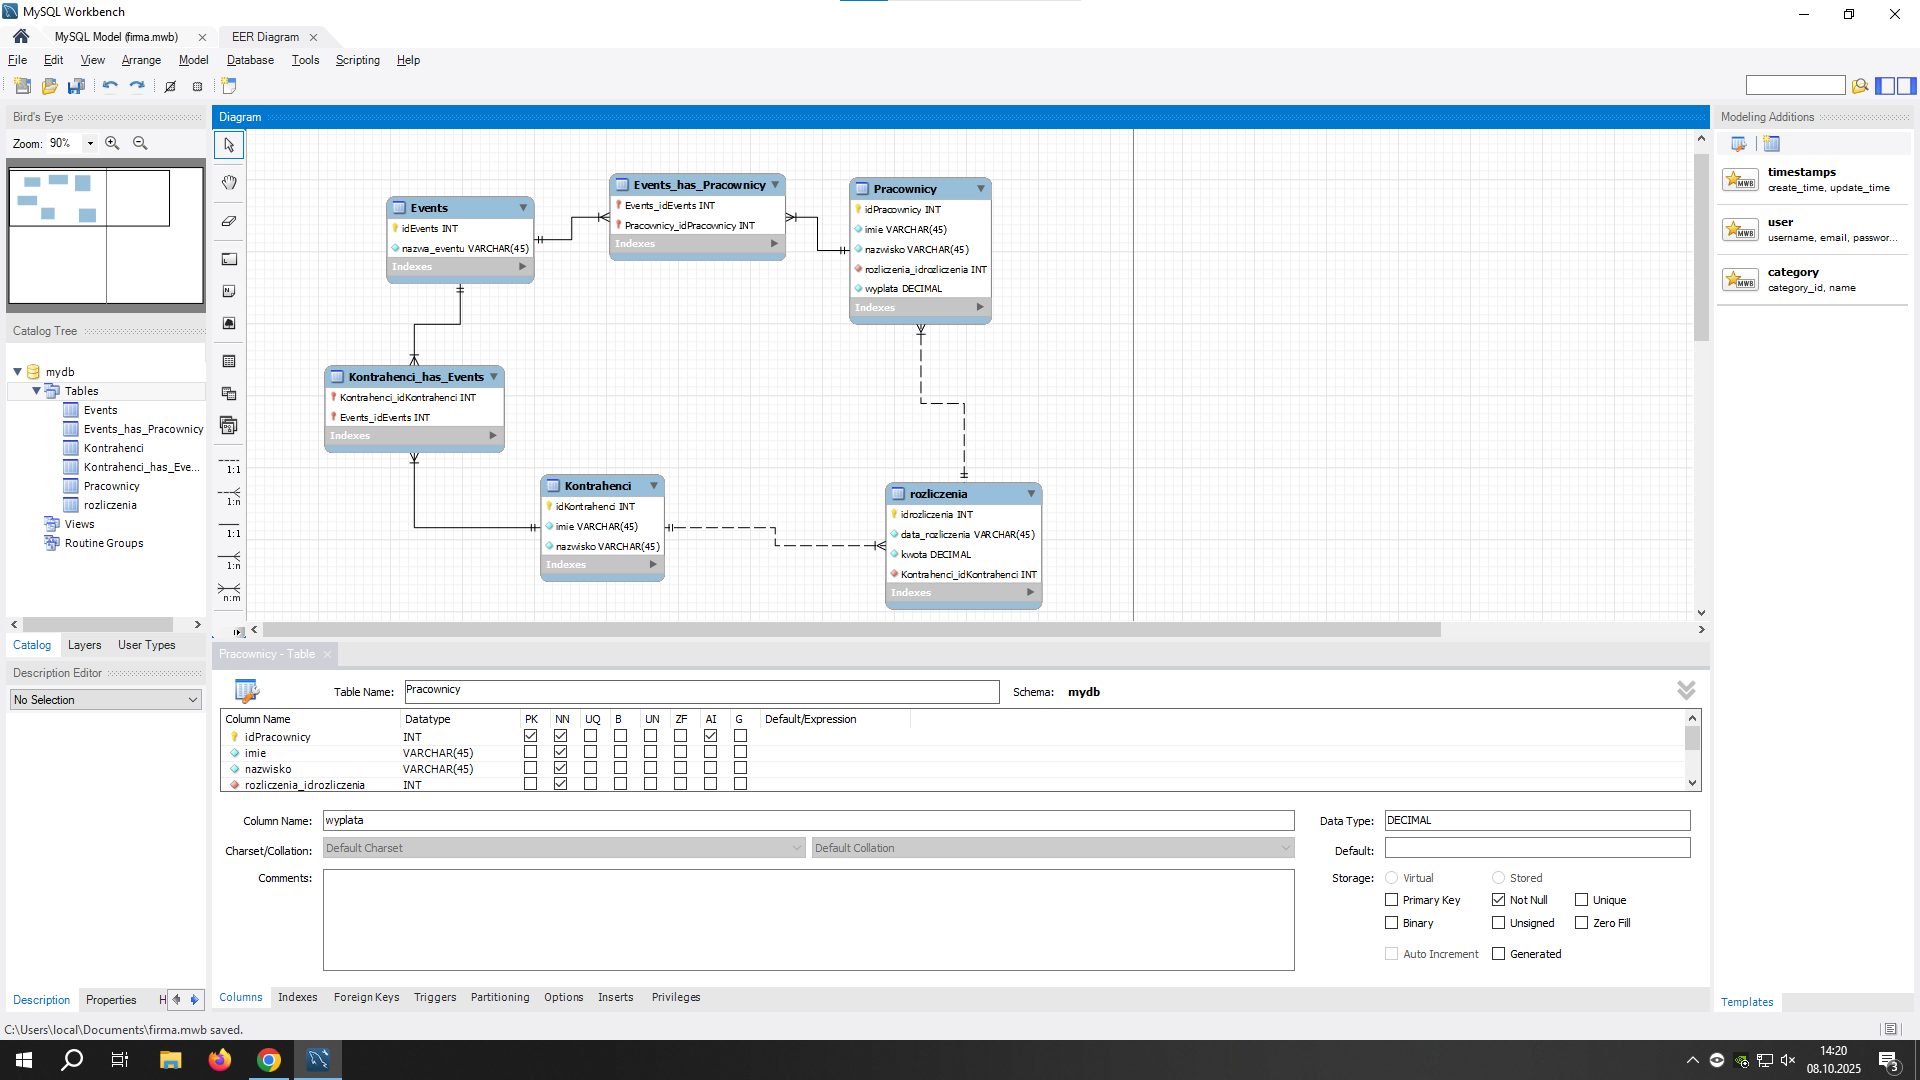 MySQL Workbench
MySQL Model (firma.mwb)
EER Diagram
File Edit View Arrange Model Database Tools Scripting Help
Bird's Eye
Zoom: 90%
Catalog Tree
mydb
Tables
Events
Events_has_Pracownicy
Kontrahenci
Kontrahenci_has_Eve...
Pracownicy
rozliczenia
Views
Routine Groups
Catalog Layers User Types
Description Editor
No Selection
Description Properties H
Diagram
1:1
1:n
1:1
1:n
n:m
Events
idEvents INT
nazwa_eventu VARCHAR(45)
Indexes
Events_has_Pracownicy
Events_idEvents INT
Pracownicy_idPracownicy INT
Indexes
Pracownicy
idPracownicy INT
imie VARCHAR(45)
nazwisko VARCHAR(45)
rozliczenia_idrozliczenia INT
wyplata DECIMAL
Indexes
Kontrahenci_has_Events
Kontrahenci_idKontrahenci INT
Events_idEvents INT
Indexes
Kontrahenci
idKontrahenci INT
imie VARCHAR(45)
nazwisko VARCHAR(45)
Indexes
rozliczenia
idrozliczenia INT
data_rozliczenia VARCHAR(45)
kwota DECIMAL
Kontrahenci_idKontrahenci INT
Indexes
Modeling Additions
timestamps
create_time, update_time
user
username, email, passwor...
category
category_id, name
Templates
Pracownicy - Table
Table Name: Pracownicy Schema: mydb
Column Name Datatype PK NN UQ B UN ZF AI G Default/Expression
idPracownicy INT
imie VARCHAR(45)
nazwisko VARCHAR(45)
rozliczenia_idrozliczenia INT
Column Name: wyplata Data Type: DECIMAL
Charset/Collation: Default Charset Default Collation Default:
Comments: Storage: Virtual Stored
Primary Key Not Null Unique
Binary Unsigned Zero Fill
Auto Increment Generated
Columns Indexes Foreign Keys Triggers Partitioning Options Inserts Privileges
C:\Users\local\Documents\firma.mwb saved.
14:20
08.10.2025
3